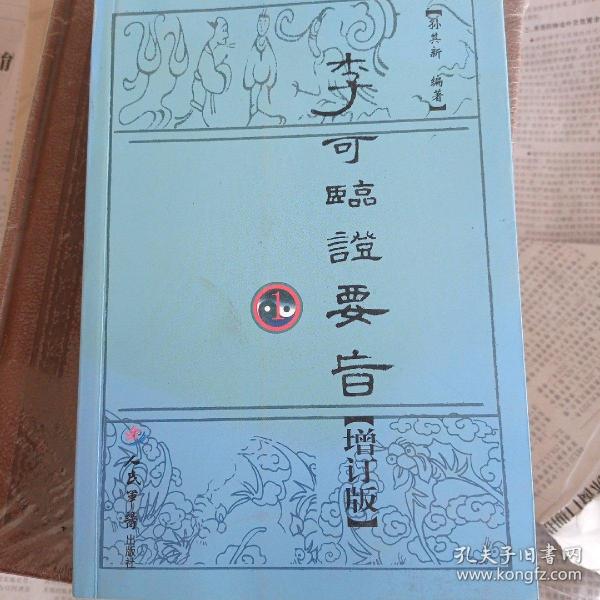 【孙其新 编著】
李可臨證要旨
1
【增订版】
人民军医出版社
孔夫子旧书网
www.kongfz.com